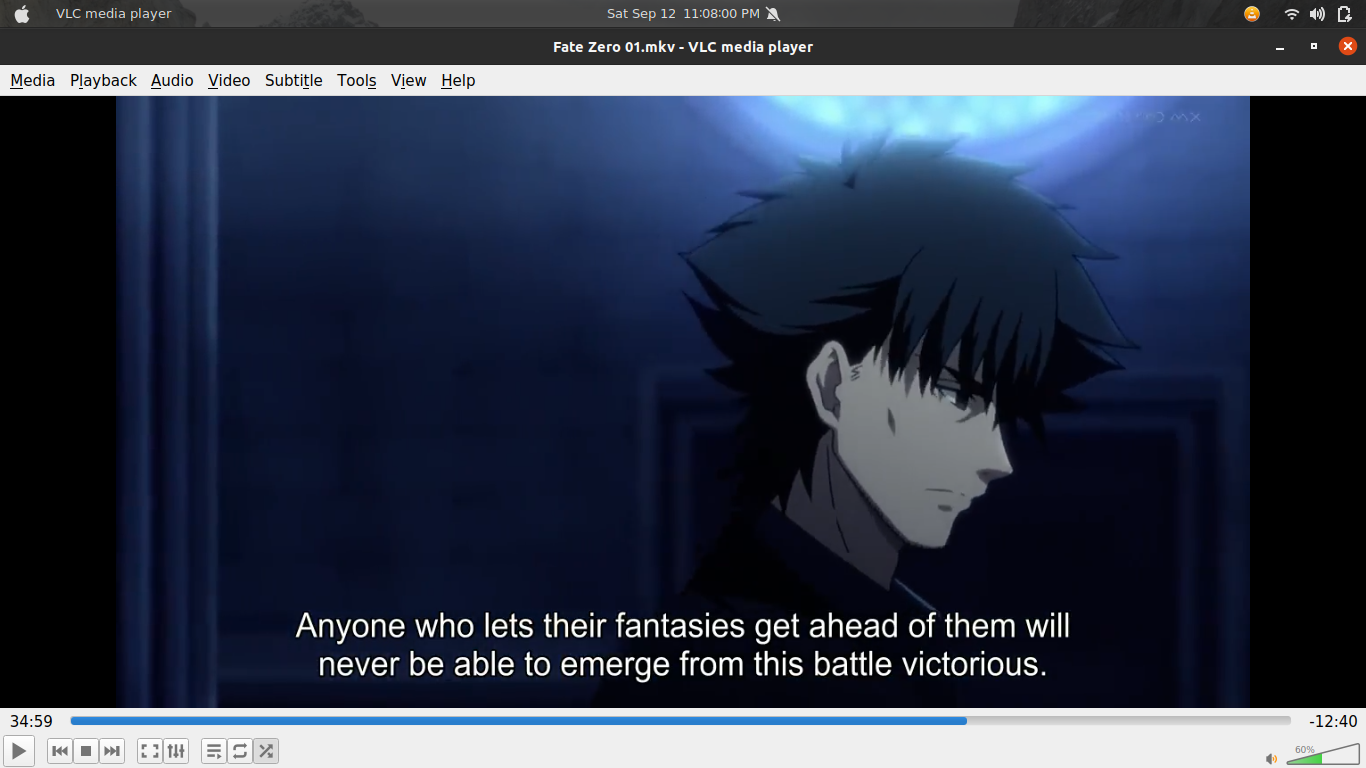 VLC media player
Sat Sep 12 11:08:00 PM
Fate Zero 01.mkv - VLC media player
Media Playback Audio Video Subtitle Tools View Help
Anyone who lets their fantasies get ahead of them will
never be able to emerge from this battle victorious.
34:59
-12:40
60%